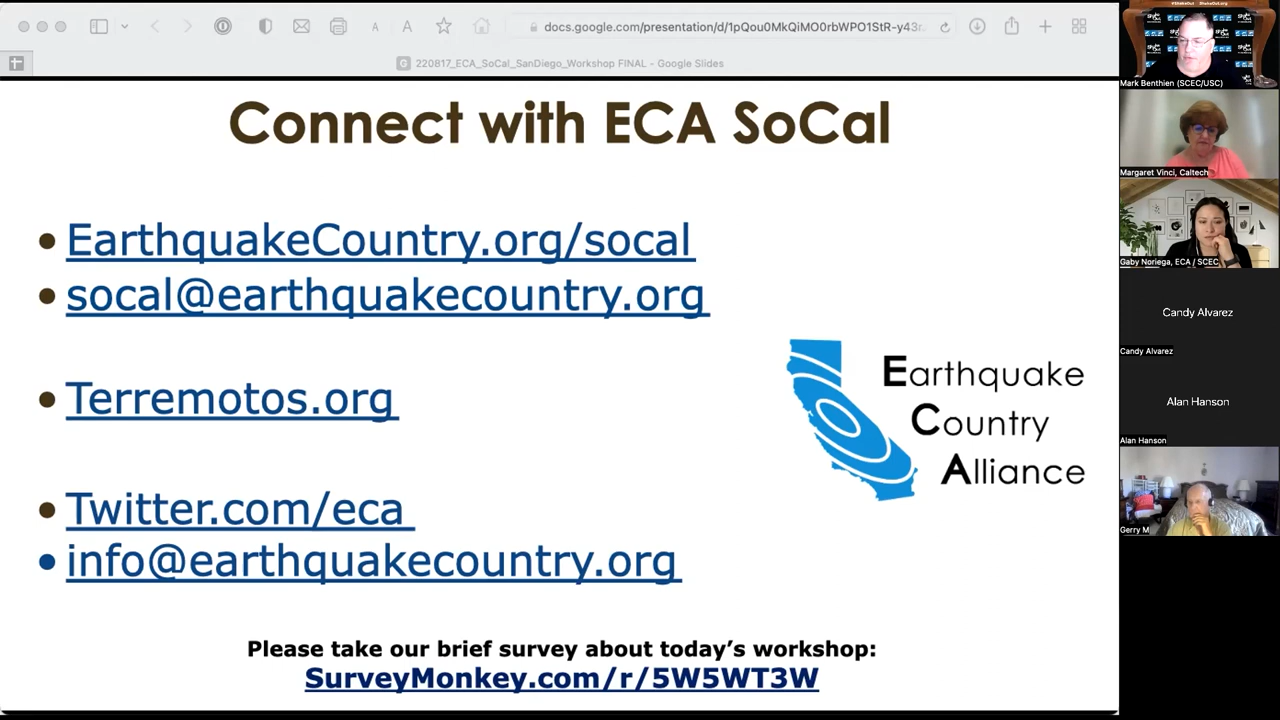 docs.google.com/presentation/d/1pQou0MkQiMO0rbWPO1StR-y43r
220817_ECA_SoCal_SanDiego_Workshop FINAL - Google Slides
Connect with ECA SoCal
EarthquakeCountry.org/socal
socal@earthquakecountry.org
Terremotos.org
Twitter.com/eca
info@earthquakecountry.org
Earthquake
Country
Alliance
Please take our brief survey about today's workshop:
SurveyMonkey.com/r/5W5WT3W
Mark Benthien (SCEC/USC)
Margaret Vinci, Caltech
Gaby Noriega, ECA / SCEC
Candy Alvarez
Candy Alvarez
Alan Hanson
Alan Hanson
Gerry M